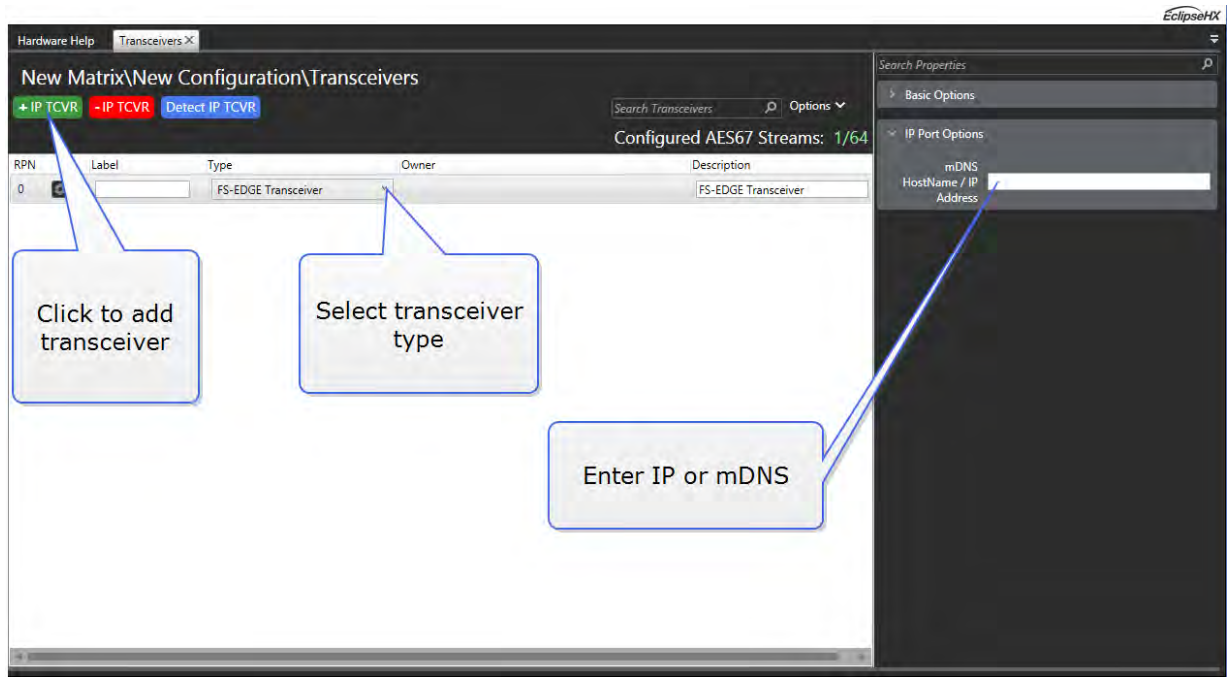 EclipseHX
Hardware Help Transceivers X
New Matrix\New Configuration\Transceivers
Search Properties
+ IP TCVR - IP TCVR Detect IP TCVR
Search Transceivers Options
Basic Options
Configured AES67 Streams: 1/64
IP Port Options
RPN Label Type Owner Description
mDNS
HostName / IP
Address
0 FS-EDGE Transceiver FS-EDGE Transceiver
Click to add
transceiver
Select transceiver
type
Enter IP or mDNS